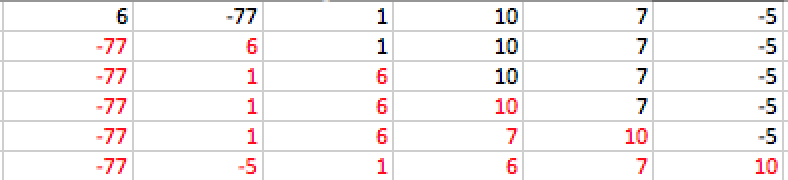 6 -77 1 10 7 -5
-77 6 1 10 7 -5
-77 1 6 10 7 -5
-77 1 6 10 7 -5
-77 1 6 7 10 -5
-77 -5 1 6 7 10